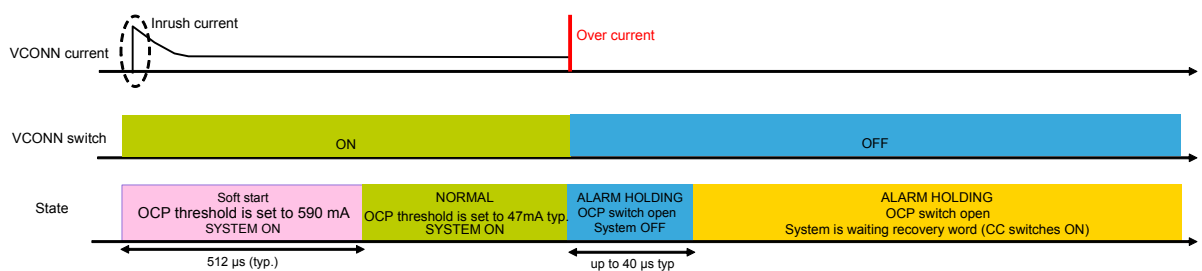 Inrush current
Over current
VCONN current
VCONN switch
ON
OFF
State
Soft start
OCP threshold is set to 590 mA
SYSTEM ON
NORMAL
OCP threshold is set to 47mA typ.
SYSTEM ON
ALARM HOLDING
OCP switch open
System OFF
ALARM HOLDING
OCP switch open
System is waiting recovery word (CC switches ON)
512 µs (typ.)
up to 40 µs typ